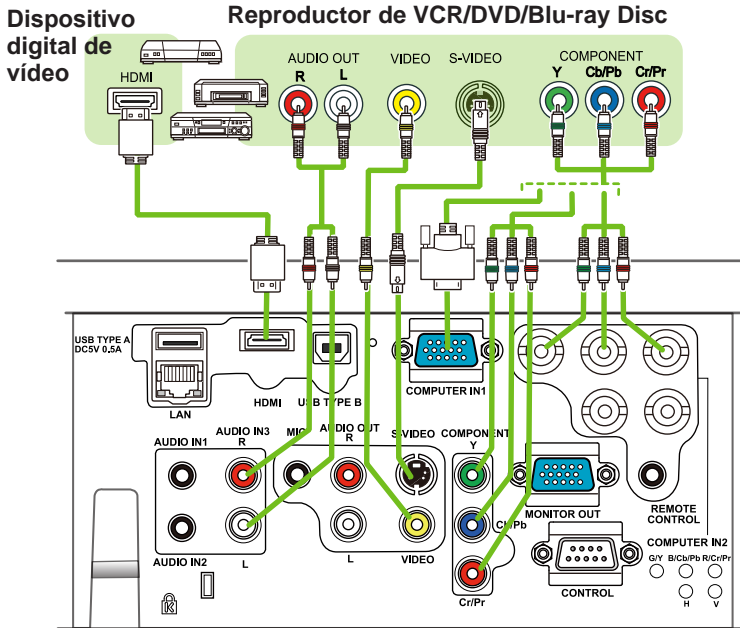 Dispositivo
digital de
vídeo
Reproductor de VCR/DVD/Blu-ray Disc
HDMI
AUDIO OUT
R L
VIDEO
S-VIDEO
COMPONENT
Y Cb/Pb Cr/Pr
USB TYPE A
DC5V 0.5A
LAN
HDMI
USB TYPE B
COMPUTER IN1
AUDIO IN1
AUDIO IN3
R
MIC
AUDIO OUT
R
S-VIDEO
COMPONENT
Y
AUDIO IN2
L
L
VIDEO
Cb/Pb
Cr/Pr
MONITOR OUT
CONTROL
REMOTE
CONTROL
COMPUTER IN2
G/Y B/Cb/Pb R/Cr/Pr
H V
K